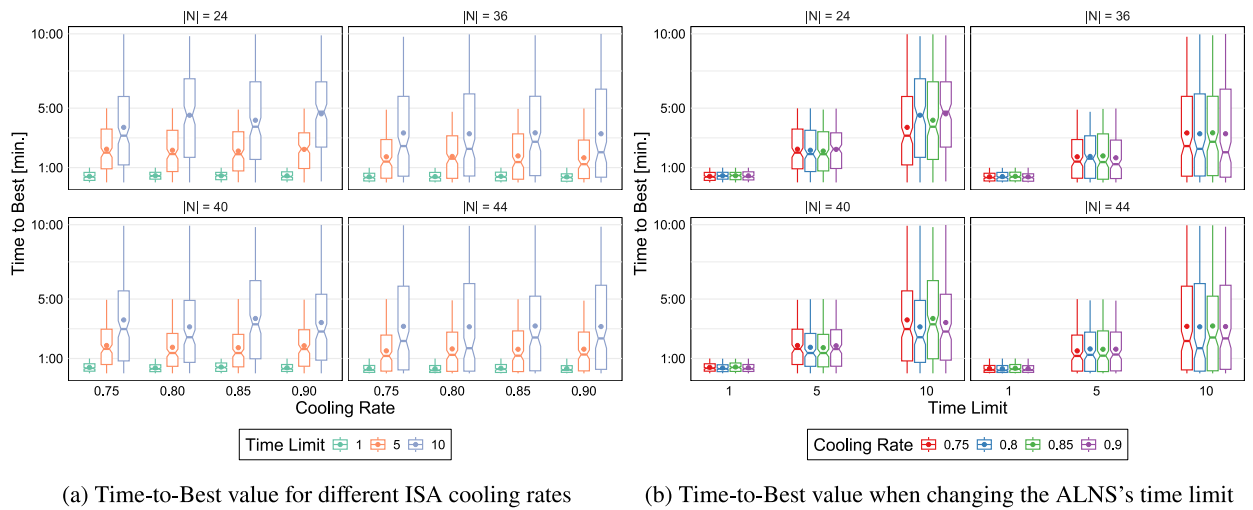 |N| = 24
|N| = 36
10:00
5:00
1:00
|N| = 40
|N| = 44
10:00
5:00
1:00
Time to Best [min.]
0.75 0.80 0.85 0.90 0.75 0.80 0.85 0.90
Cooling Rate
Time Limit 1 5 10
(a) Time-to-Best value for different ISA cooling rates
|N| = 24
|N| = 36
10:00
5:00
1:00
|N| = 40
|N| = 44
10:00
5:00
1:00
Time to Best [min.]
1 5 10 1 5 10
Time Limit
Cooling Rate 0.75 0.8 0.85 0.9
(b) Time-to-Best value when changing the ALNS's time limit